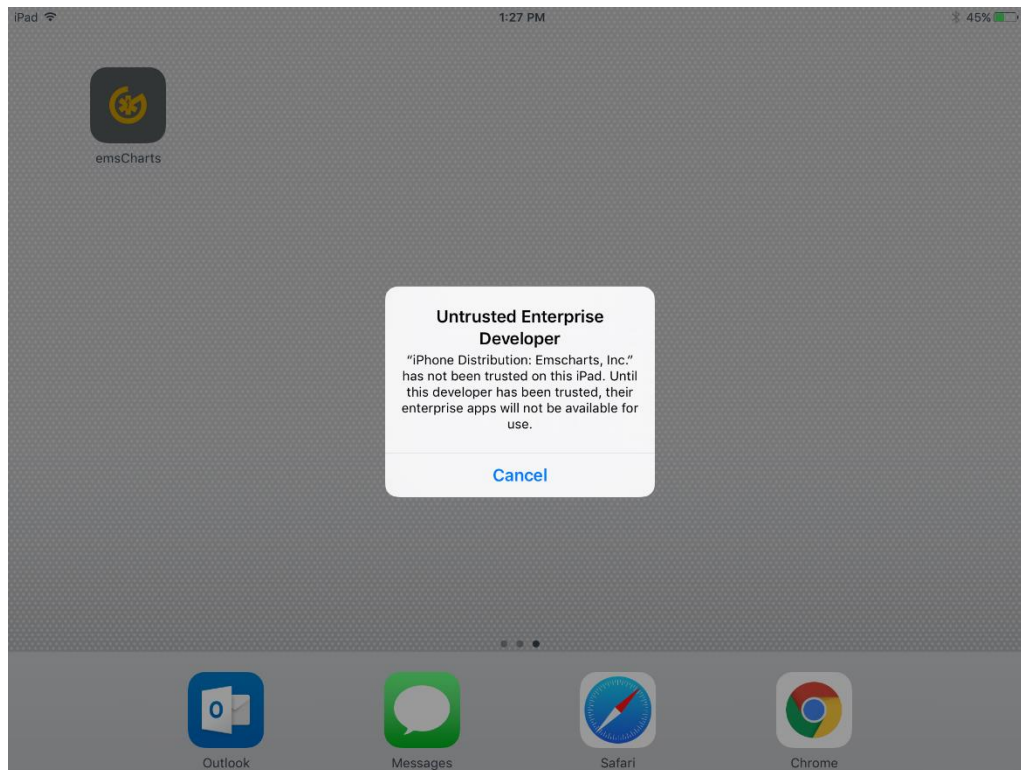 iPad 1:27 PM 45%
emsCharts
Untrusted Enterprise
Developer
“iPhone Distribution: Emscharts, Inc.”
has not been trusted on this iPad. Until
this developer has been trusted, their
enterprise apps will not be available for
use.
Cancel
Outlook Messages Safari Chrome